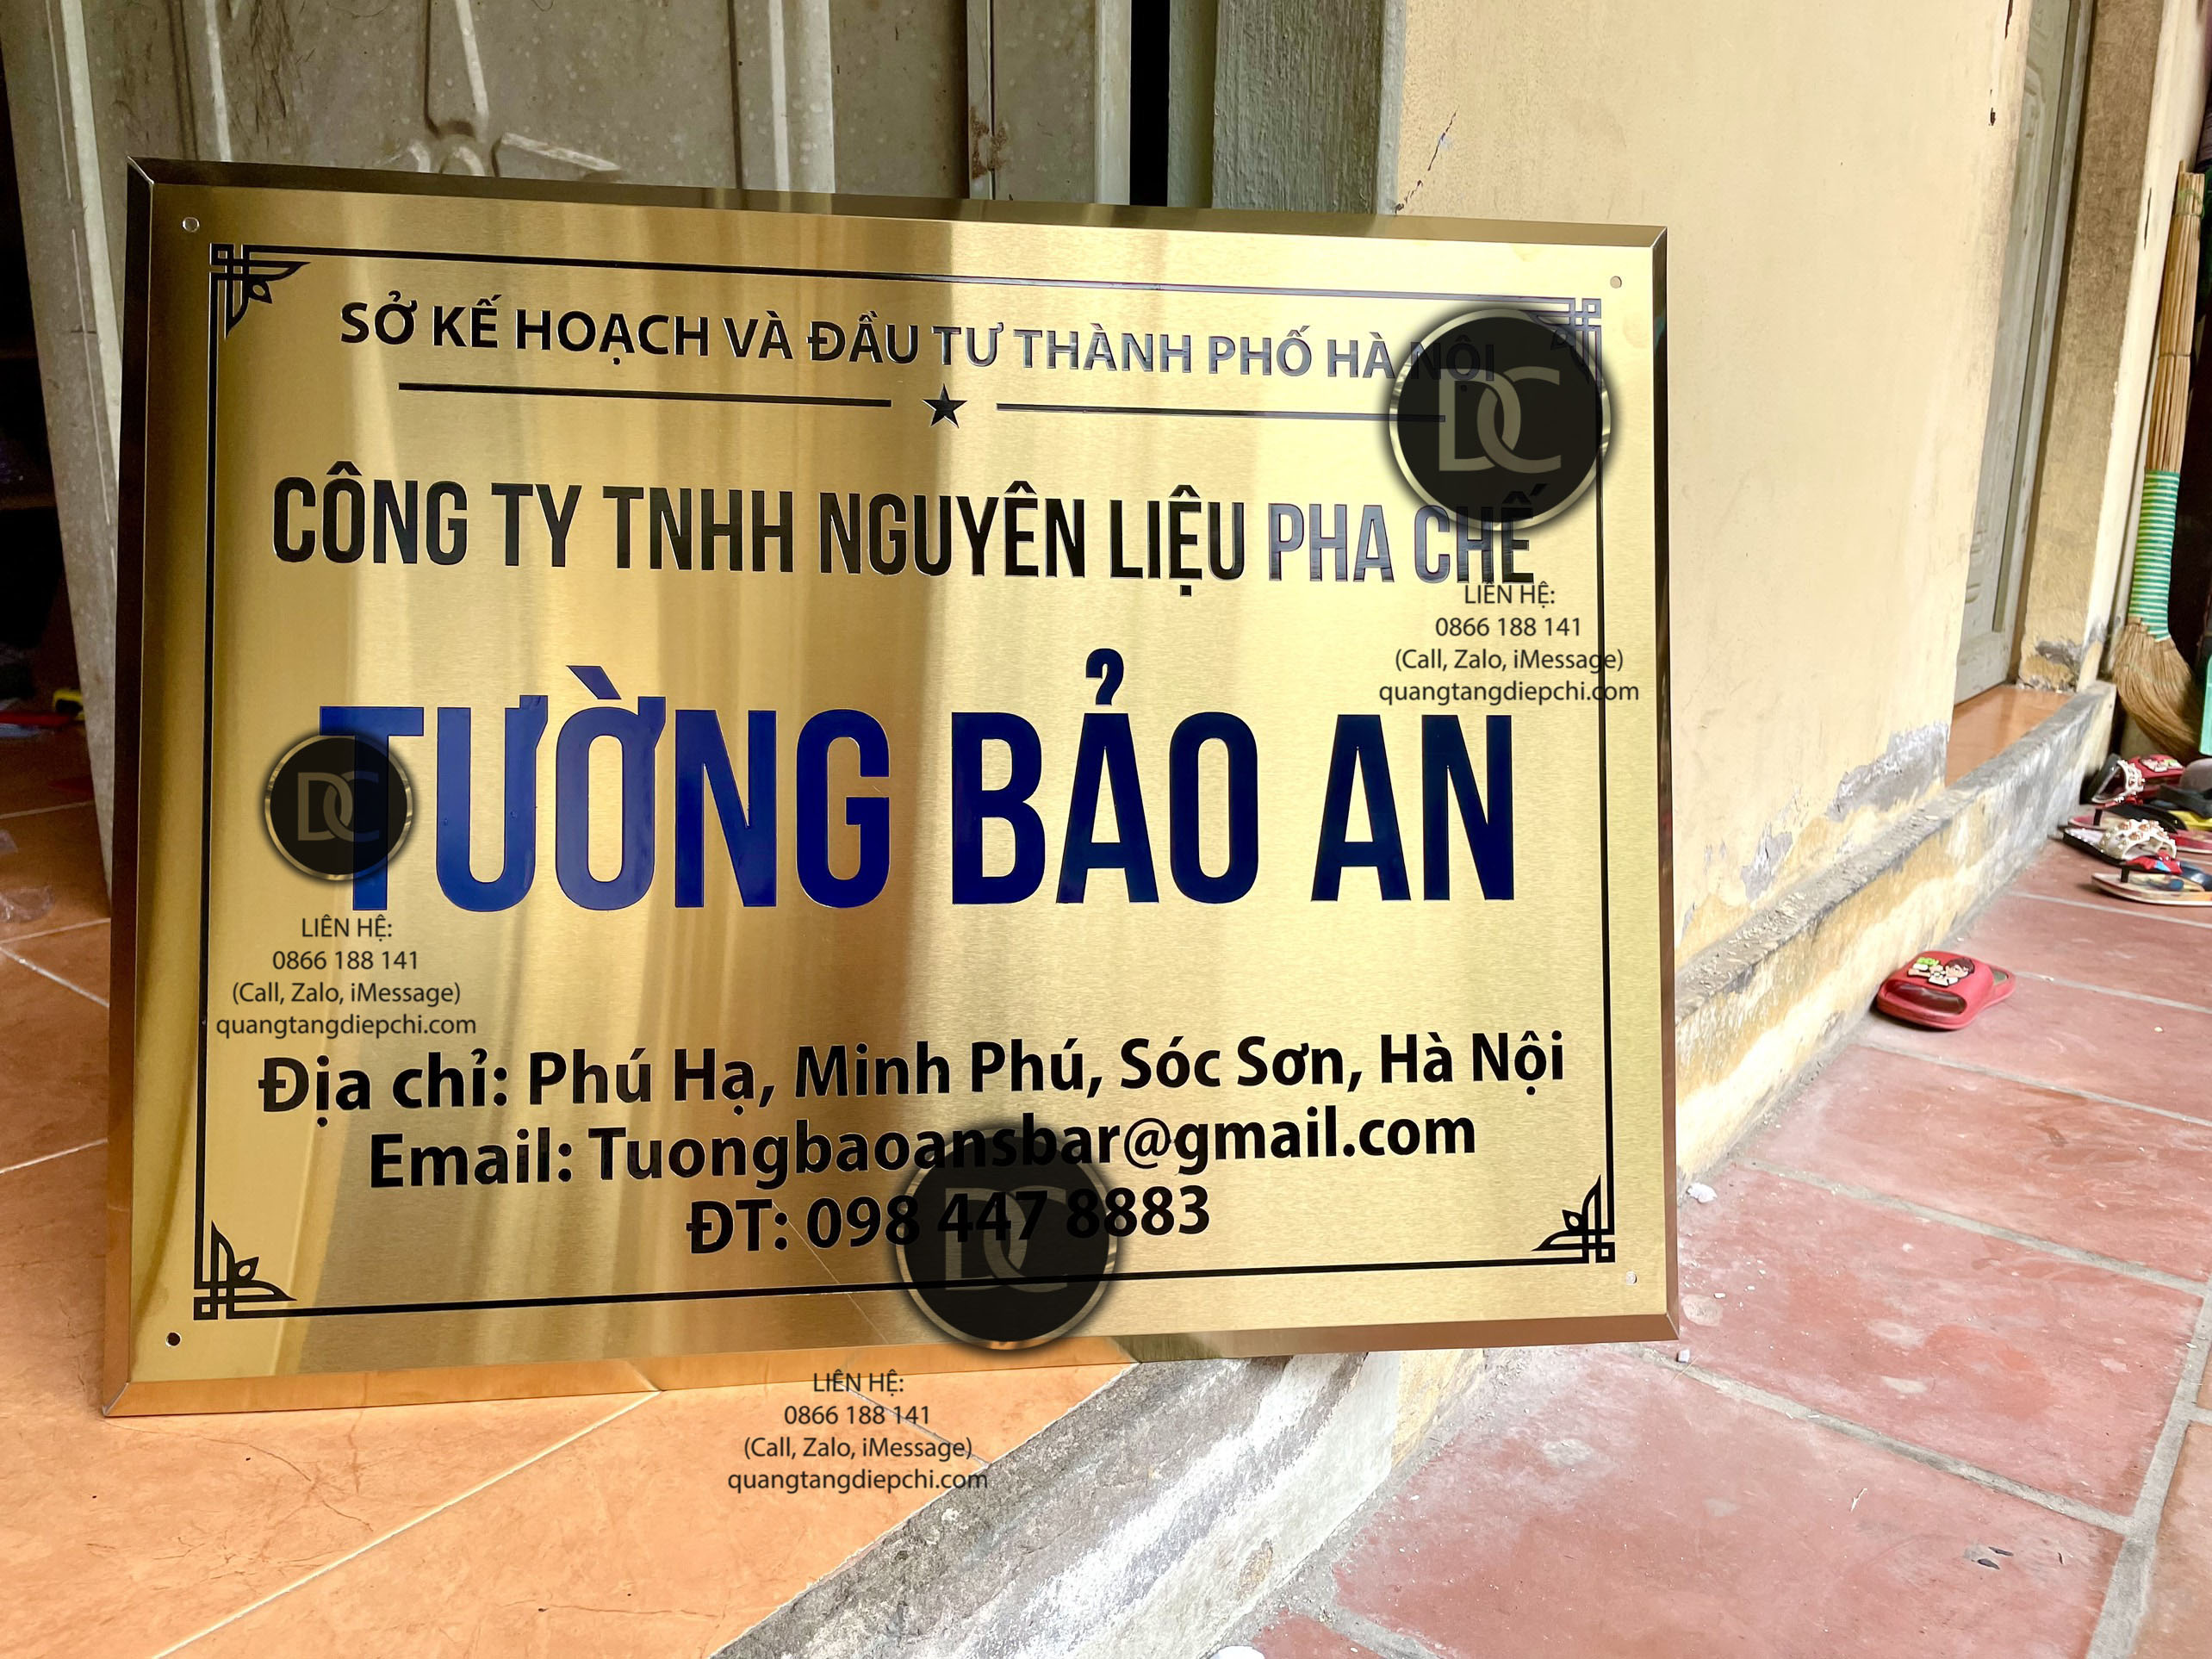 SỞ KẾ HOẠCH VÀ ĐẦU TƯ THÀNH PHỐ HÀ NỘI
DC
CÔNG TY TNHH NGUYÊN LIỆU PHA CHẾ
LIÊN HỆ:
0866 188 141
(Call, Zalo, iMessage)
quangtangdiepchi.com
TƯỜNG BẢO AN
DC
LIÊN HỆ:
0866 188 141
(Call, Zalo, iMessage)
quangtangdiepchi.com
Địa chỉ: Phú Hạ, Minh Phú, Sóc Sơn, Hà Nội
Email: Tuongbaoansbar@gmail.com
ĐT: 098 447 8883
DC
LIÊN HỆ:
0866 188 141
(Call, Zalo, iMessage)
quangtangdiepchi.com